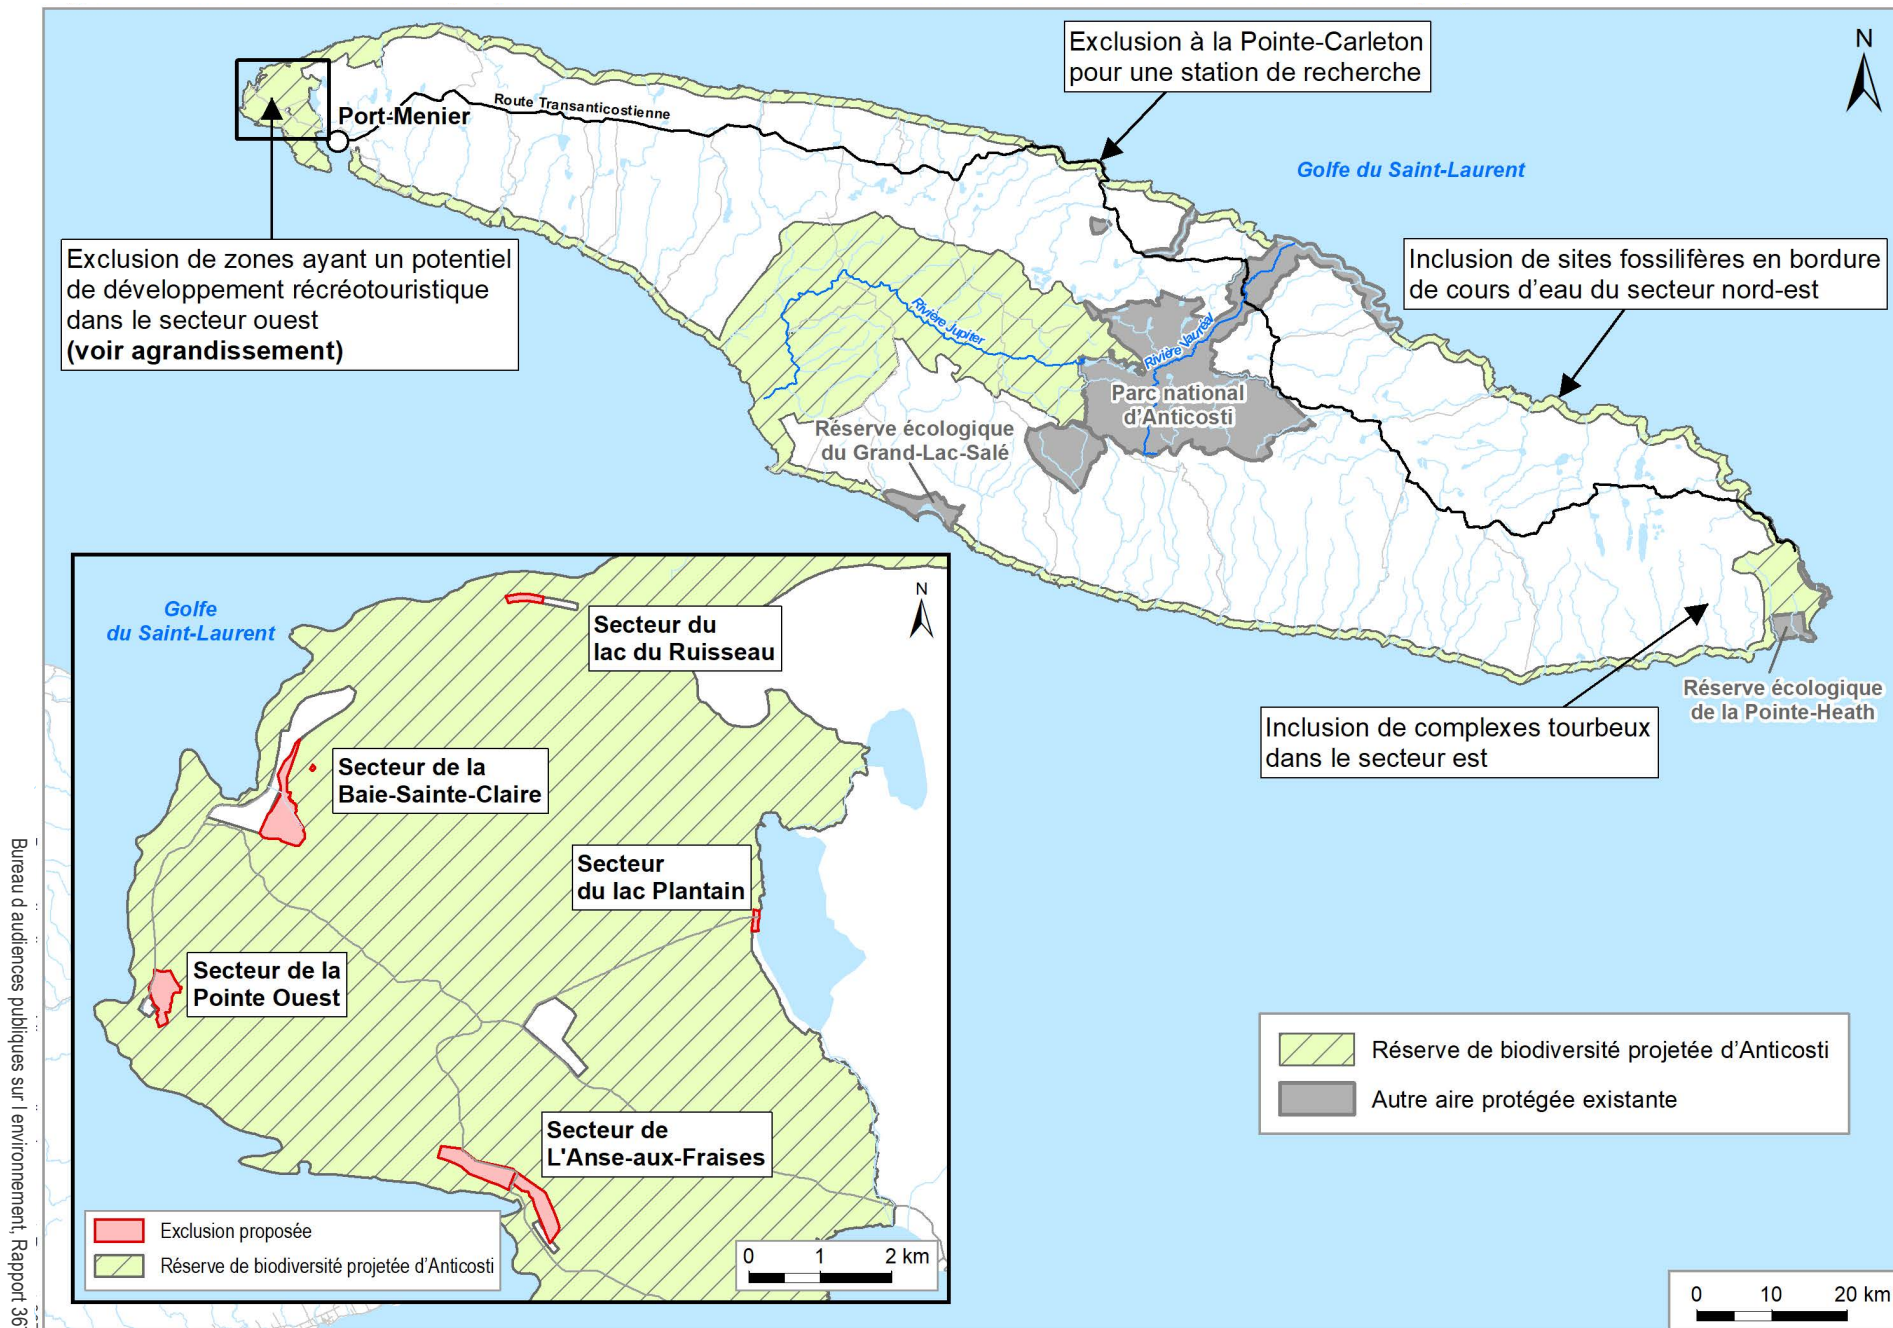 Exclusion à la Pointe-Carleton
pour une station de recherche
N
Port-Menier
Route Transanticostienne
Golfe du Saint-Laurent
Exclusion de zones ayant un potentiel
de développement récréotouristique
dans le secteur ouest
(voir agrandissement)
Inclusion de sites fossilifères en bordure
de cours d'eau du secteur nord-est
Rivière Jupiter
Rivière Vauréal
Parc national
d'Anticosti
Réserve écologique
du Grand-Lac-Salé
Réserve écologique
de la Pointe-Heath
Inclusion de complexes tourbeux
dans le secteur est
Golfe
du Saint-Laurent
N
Secteur du
lac du Ruisseau
Secteur de la
Baie-Sainte-Claire
Secteur
du lac Plantain
Secteur de la
Pointe Ouest
Secteur de
L'Anse-aux-Fraises
Exclusion proposée
Réserve de biodiversité projetée d'Anticosti
0 1 2 km
Réserve de biodiversité projetée d'Anticosti
Autre aire protégée existante
0 10 20 km
Bureau d audiences publiques sur l environnement, Rapport 36